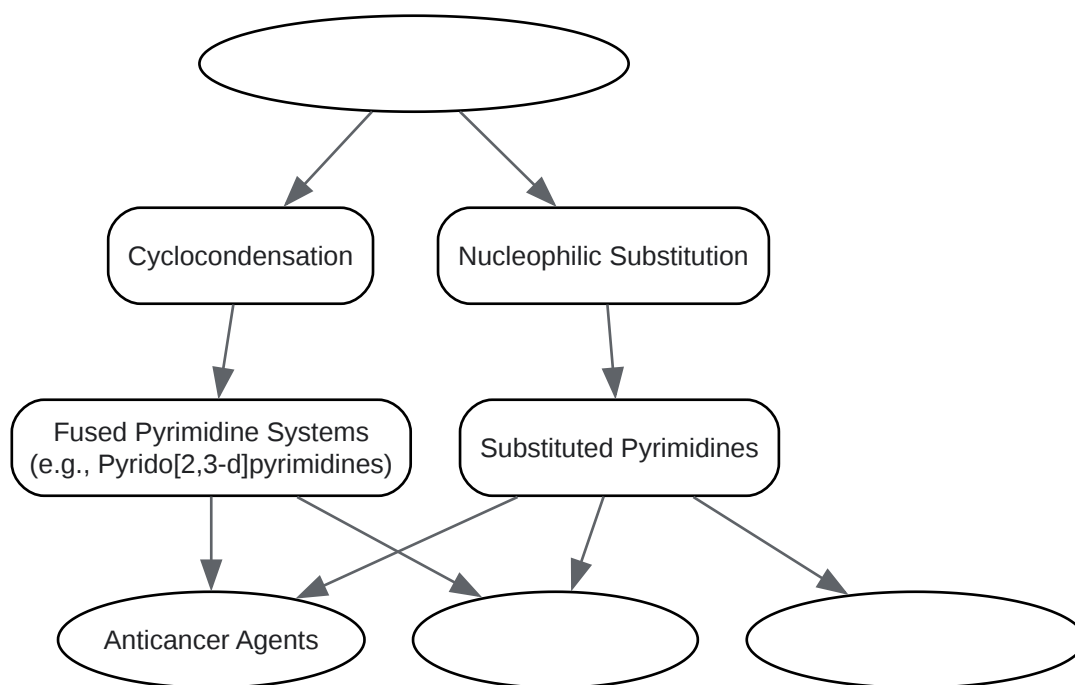 Cyclocondensation
Nucleophilic Substitution
Fused Pyrimidine Systems
(e.g., Pyrido[2,3-d]pyrimidines)
Substituted Pyrimidines
Anticancer Agents